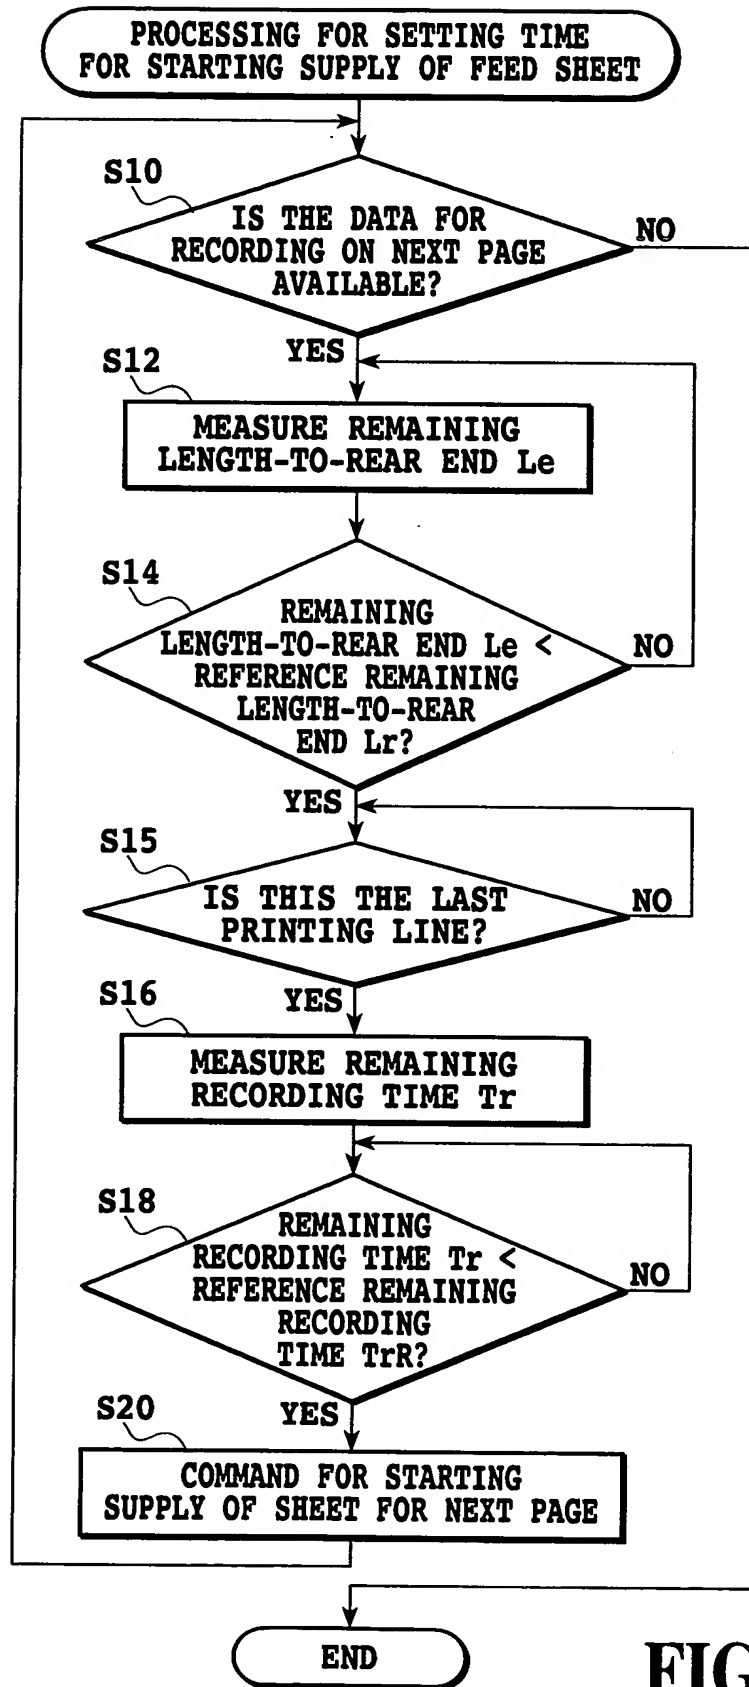 PROCESSING FOR SETTING TIME
FOR STARTING SUPPLY OF FEED SHEET
S10
IS THE DATA FOR
RECORDING ON NEXT PAGE
AVAILABLE?
NO
YES
S12
MEASURE REMAINING
LENGTH-TO-REAR END Le
S14
REMAINING
LENGTH-TO-REAR END Le <
REFERENCE REMAINING
LENGTH-TO-REAR
END Lr?
NO
YES
S15
IS THIS THE LAST
PRINTING LINE?
NO
YES
S16
MEASURE REMAINING
RECORDING TIME Tr
S18
REMAINING
RECORDING TIME Tr <
REFERENCE REMAINING
RECORDING
TIME TrR?
NO
YES
S20
COMMAND FOR STARTING
SUPPLY OF SHEET FOR NEXT PAGE
END
FIG